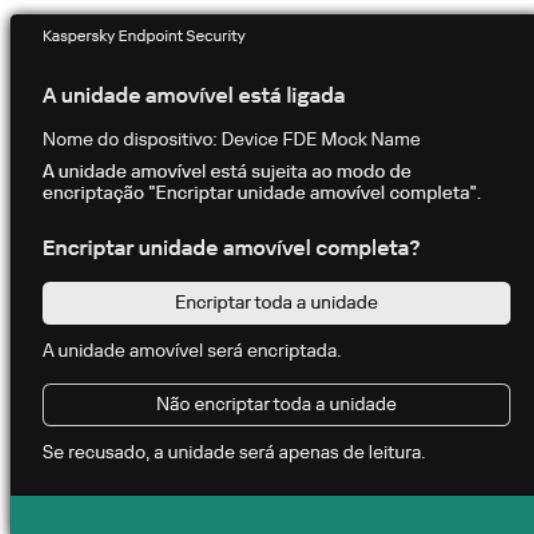 Kaspersky Endpoint Security
A unidade amovível está ligada
Nome do dispositivo: Device FDE Mock Name
A unidade amovível está sujeita ao modo de
encriptação "Encriptar unidade amovível completa".
Encriptar unidade amovível completa?
Encriptar toda a unidade
A unidade amovível será encriptada.
Não encriptar toda a unidade
Se recusado, a unidade será apenas de leitura.